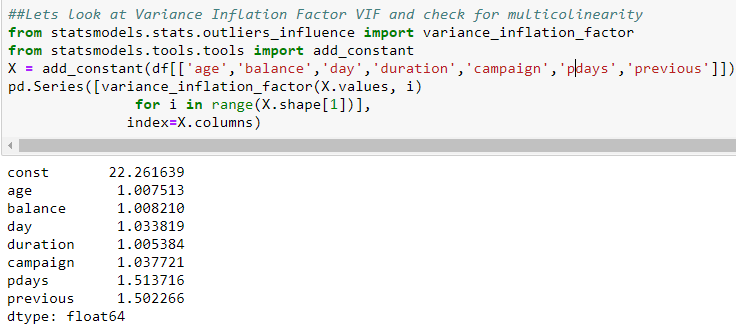 ##Lets look at Variance Inflation Factor VIF and check for multicolinearity
from statsmodels.stats.outliers_influence import variance_inflation_factor
from statsmodels.tools.tools import add_constant
X = add_constant(df[['age','balance','day','duration','campaign','pdays','previous']])
pd.Series([variance_inflation_factor(X.values, i)
               for i in range(X.shape[1])],
              index=X.columns)
const       22.261639
age          1.007513
balance      1.008210
day          1.033819
duration     1.005384
campaign     1.037721
pdays        1.513716
previous     1.502266
dtype: float64